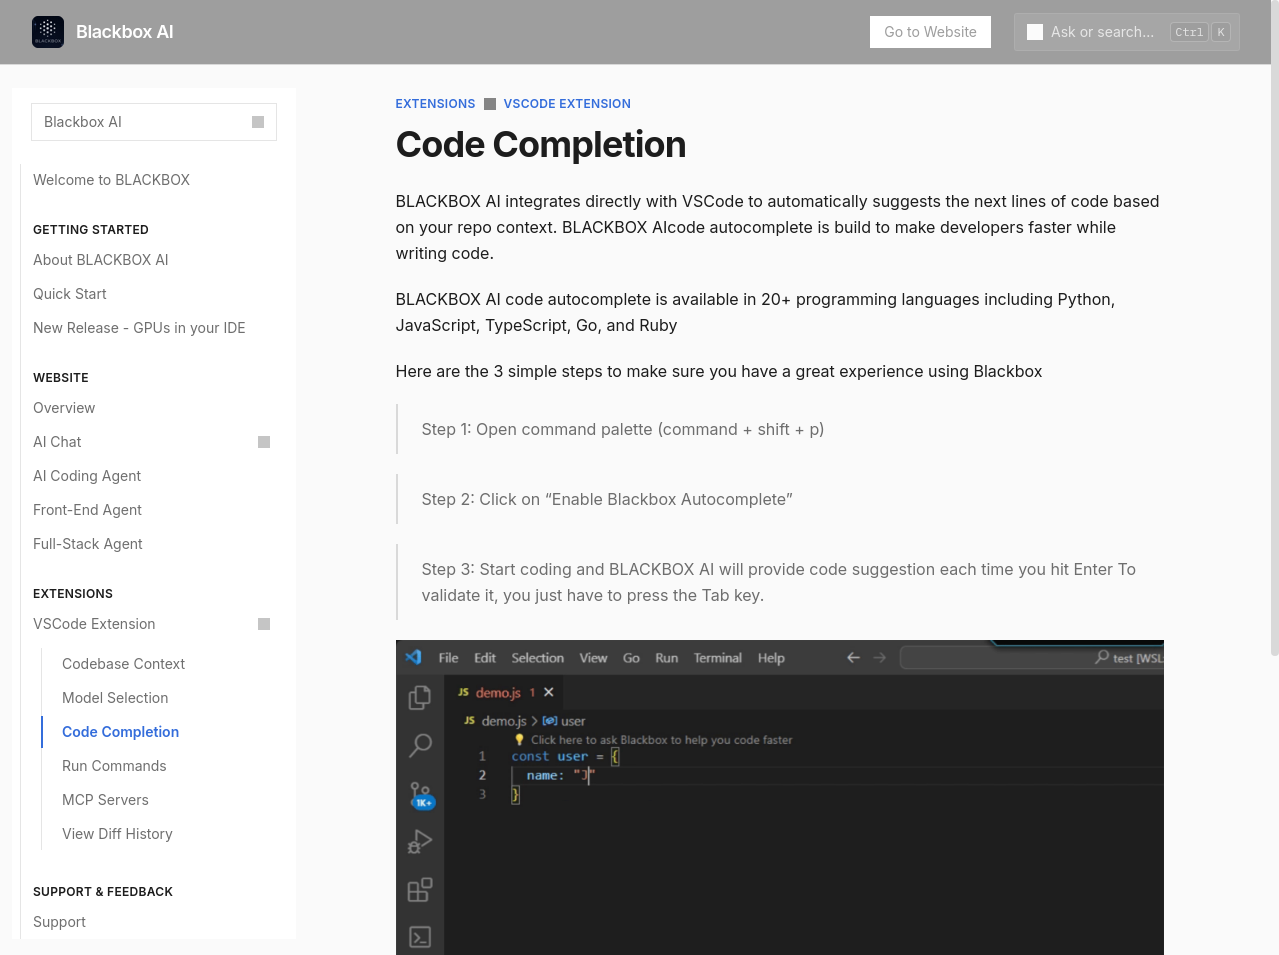 Blackbox AI
Go to Website
Ask or search...
Ctrl K
Blackbox AI
Welcome to BLACKBOX
GETTING STARTED
About BLACKBOX AI
Quick Start
New Release - GPUs in your IDE
WEBSITE
Overview
AI Chat
AI Coding Agent
Front-End Agent
Full-Stack Agent
EXTENSIONS
VSCode Extension
Codebase Context
Model Selection
Code Completion
Run Commands
MCP Servers
View Diff History
SUPPORT & FEEDBACK
Support
EXTENSIONS VSCODE EXTENSION
Code Completion
BLACKBOX AI integrates directly with VSCode to automatically suggests the next lines of code based
on your repo context. BLACKBOX AIcode autocomplete is build to make developers faster while
writing code.
BLACKBOX AI code autocomplete is available in 20+ programming languages including Python,
JavaScript, TypeScript, Go, and Ruby
Here are the 3 simple steps to make sure you have a great experience using Blackbox
Step 1: Open command palette (command + shift + p)
Step 2: Click on “Enable Blackbox Autocomplete”
Step 3: Start coding and BLACKBOX AI will provide code suggestion each time you hit Enter To
validate it, you just have to press the Tab key.
File Edit Selection View Go Run Terminal Help
test [WSL
JS demo.js 1
JS demo.js > user
Click here to ask Blackbox to help you code faster
1 const user = {
2 name: "J"
3 }
1K+